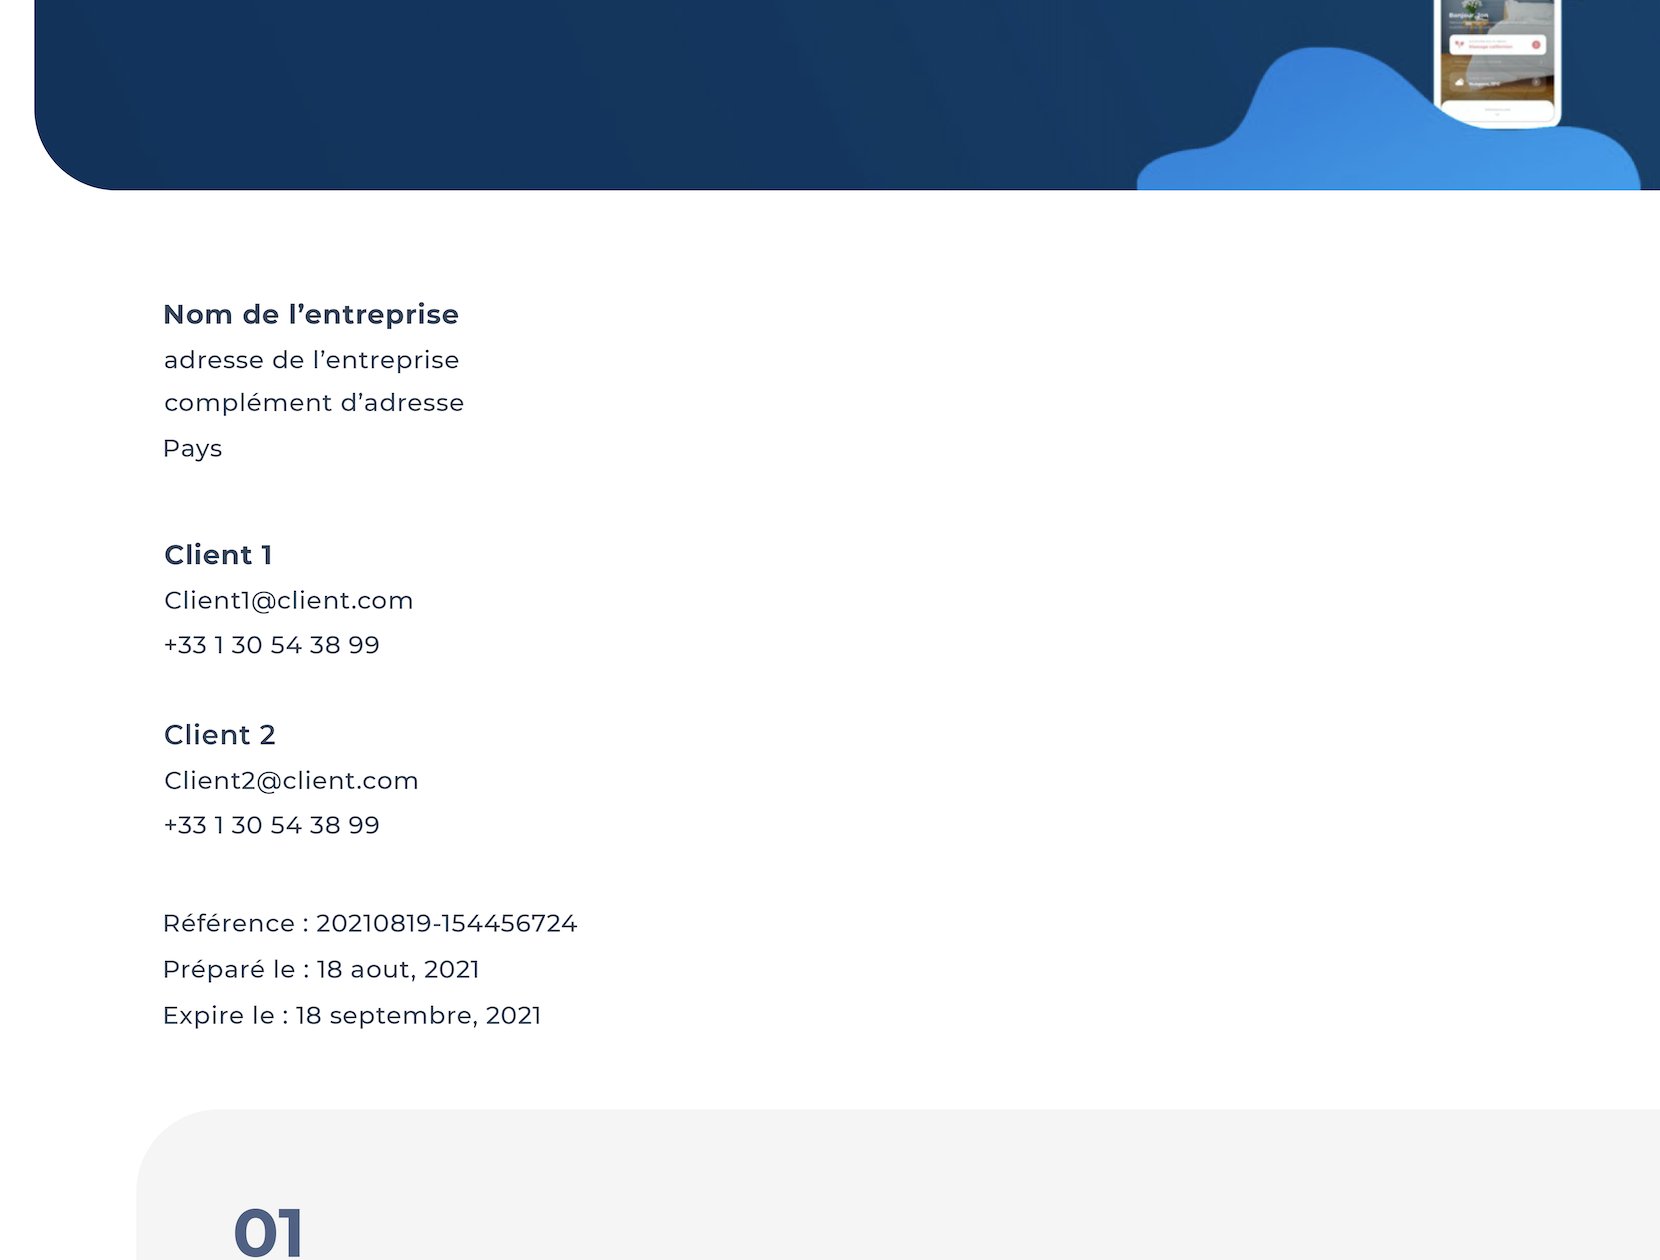 Nom de l’entreprise
adresse de l’entreprise
complément d’adresse
Pays
Client 1
Client1@client.com
+33 1 30 54 38 99
Client 2
Client2@client.com
+33 1 30 54 38 99
Référence : 20210819-154456724
Préparé le : 18 aout, 2021
Expire le : 18 septembre, 2021
01